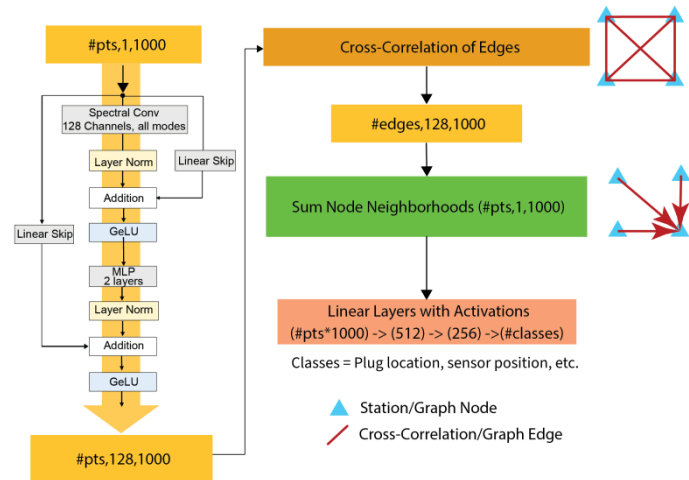 #pts,1,1000
Spectral Conv
128 Channels, all modes
Layer Norm
Linear Skip
Addition
GeLU
Linear Skip
MLP
2 layers
Layer Norm
Addition
GeLU
#pts,128,1000
Cross-Correlation of Edges
#edges,128,1000
Sum Node Neighborhoods (#pts,1,1000)
Linear Layers with Activations
(#pts*1000) -> (512) -> (256) ->(#classes)
Classes = Plug location, sensor position, etc.
Station/Graph Node
Cross-Correlation/Graph Edge